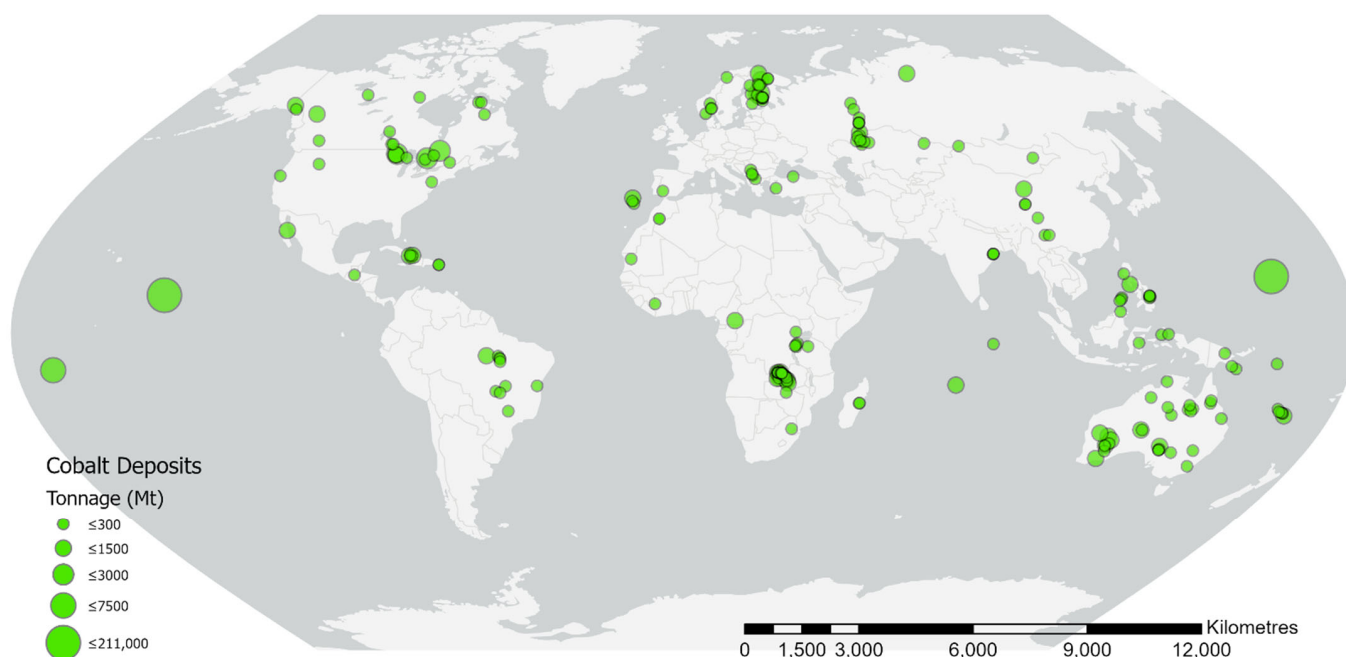 Cobalt Deposits
Tonnage (Mt)
≤300
≤1500
≤3000
≤7500
≤211,000
Kilometres
0 1,500 3,000 6,000 9,000 12,000